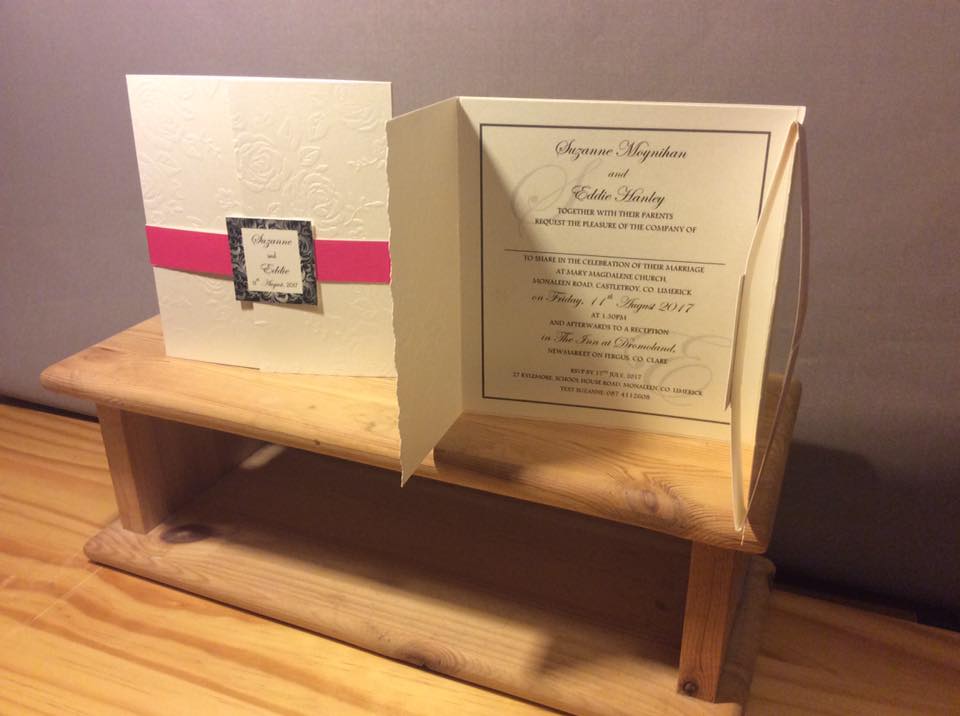 Suzanne
and
Eddie
11th August, 2017
Suzanne Moynihan
and
Eddie Hanley
TOGETHER WITH THEIR PARENTS
REQUEST THE PLEASURE OF THE COMPANY OF
TO SHARE IN THE CELEBRATION OF THEIR MARRIAGE
AT MARY MAGDALENE CHURCH,
MONALEEN ROAD, CASTLETROY, CO. LIMERICK
on Friday, 11th August 2017
AT 1.30PM
AND AFTERWARDS TO A RECEPTION
in The Inn at Dromoland,
NEWMARKET ON FERGUS, CO. CLARE
RSVP BY 17TH JULY, 2017
27 KYLEMORE, SCHOOL HOUSE ROAD, MONALEEN, CO. LIMERICK
TEXT SUZANNE: 087 4112608
S
E